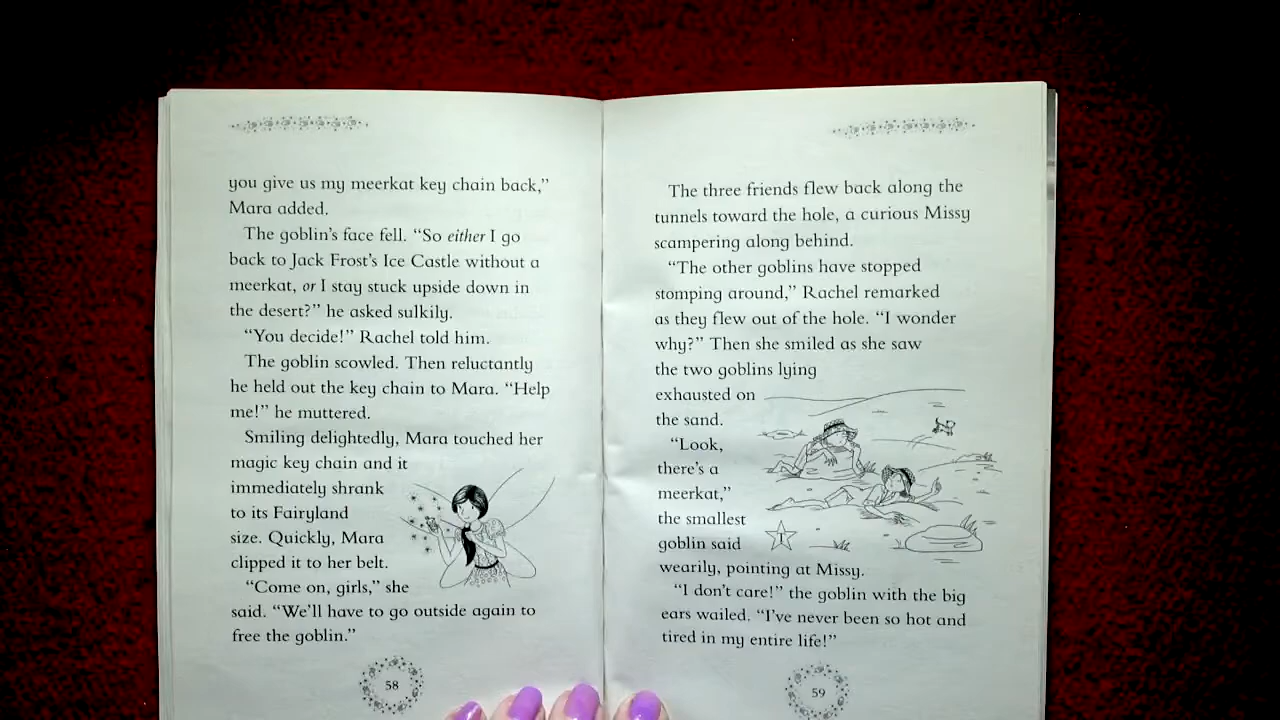 you give us my meerkat key chain back,”
Mara added.
The goblin’s face fell. “So either I go
back to Jack Frost’s Ice Castle without a
meerkat, or I stay stuck upside down in
the desert?” he asked sulkily.
“You decide!” Rachel told him.
The goblin scowled. Then reluctantly
he held out the key chain to Mara. “Help
me!” he muttered.
Smiling delightedly, Mara touched her
magic key chain and it
immediately shrank
to its Fairyland
size. Quickly, Mara
clipped it to her belt.
“Come on, girls,” she
said. “We’ll have to go outside again to
free the goblin.”
58
The three friends flew back along the
tunnels toward the hole, a curious Missy
scampering along behind.
“The other goblins have stopped
stomping around,” Rachel remarked
as they flew out of the hole. “I wonder
why?” Then she smiled as she saw
the two goblins lying
exhausted on
the sand.
“Look,
there’s a
meerkat,”
the smallest
goblin said
wearily, pointing at Missy.
“I don’t care!” the goblin with the big
ears wailed. “I’ve never been so hot and
tired in my entire life!”
59